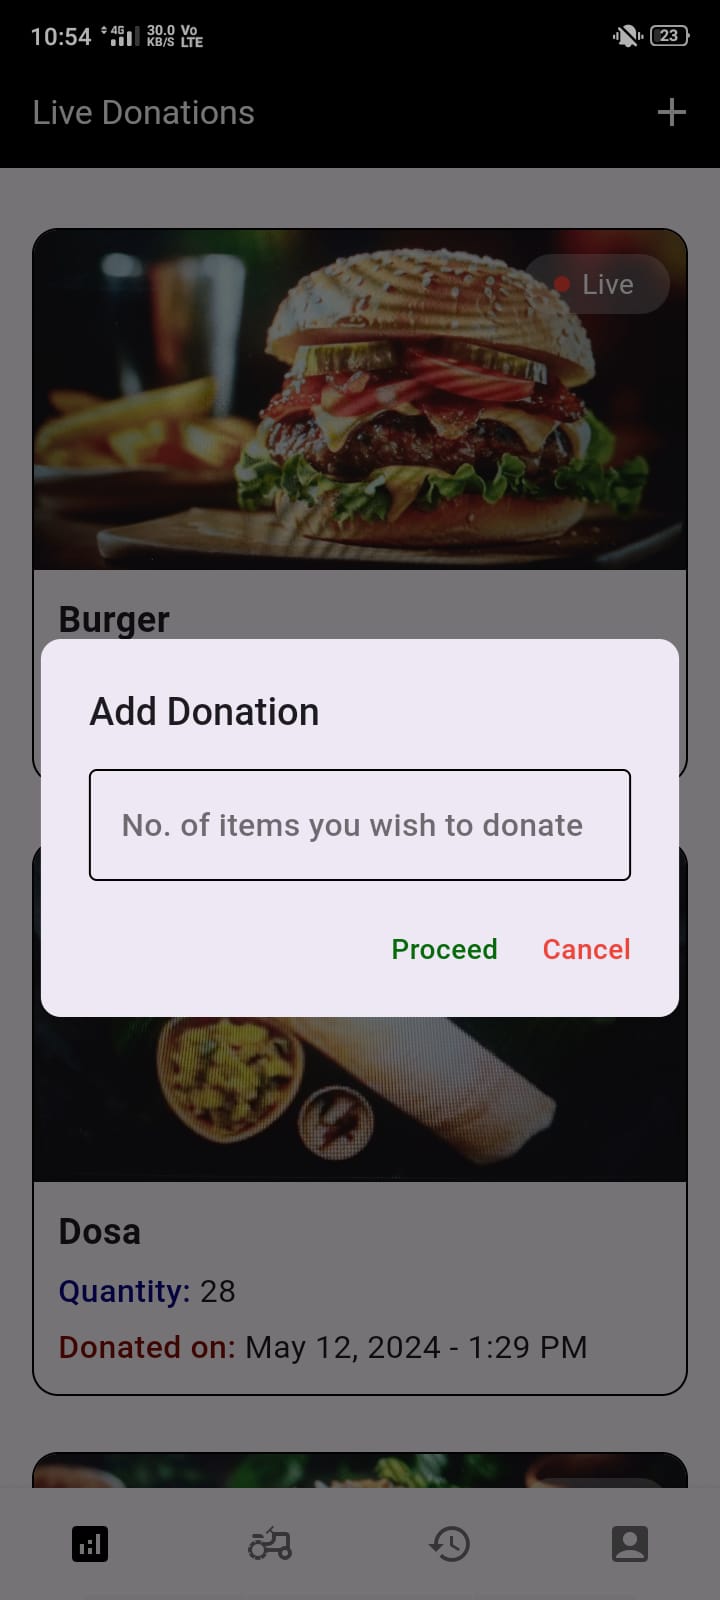 10:54 4G 30.0 KB/S Vo LTE 23
Live Donations
Live
Burger
Add Donation
No. of items you wish to donate
Proceed Cancel
Dosa
Quantity: 28
Donated on: May 12, 2024 - 1:29 PM